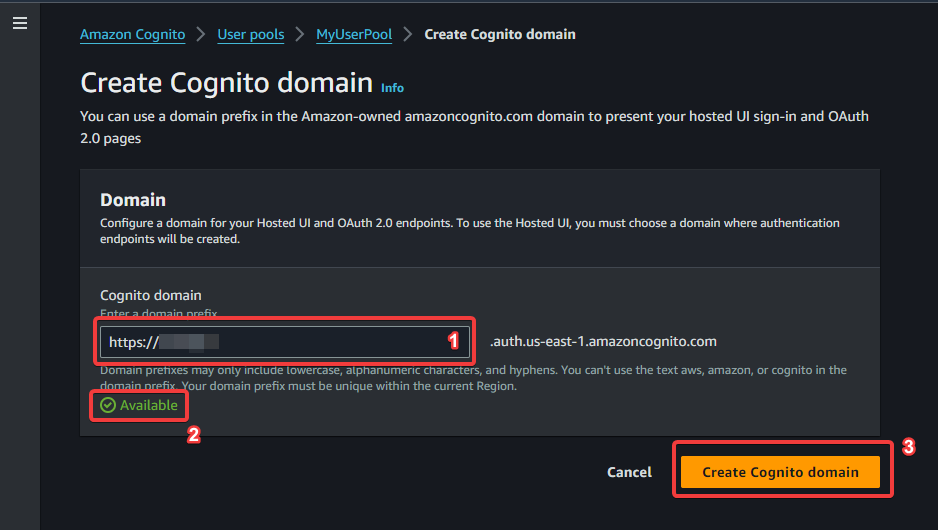 Amazon Cognito > User pools > MyUserPool > Create Cognito domain
Create Cognito domain Info
You can use a domain prefix in the Amazon-owned amazoncognito.com domain to present your hosted UI sign-in and OAuth
2.0 pages
Domain
Configure a domain for your Hosted UI and OAuth 2.0 endpoints. To use the Hosted UI, you must choose a domain where authentication
endpoints will be created.
Cognito domain
Enter a domain prefix
https:// 1 .auth.us-east-1.amazoncognito.com
Domain prefixes may only include lowercase, alphanumeric characters, and hyphens. You can't use the text aws, amazon, or cognito in the
domain prefix. Your domain prefix must be unique within the current Region.
Available
2
3
Cancel Create Cognito domain